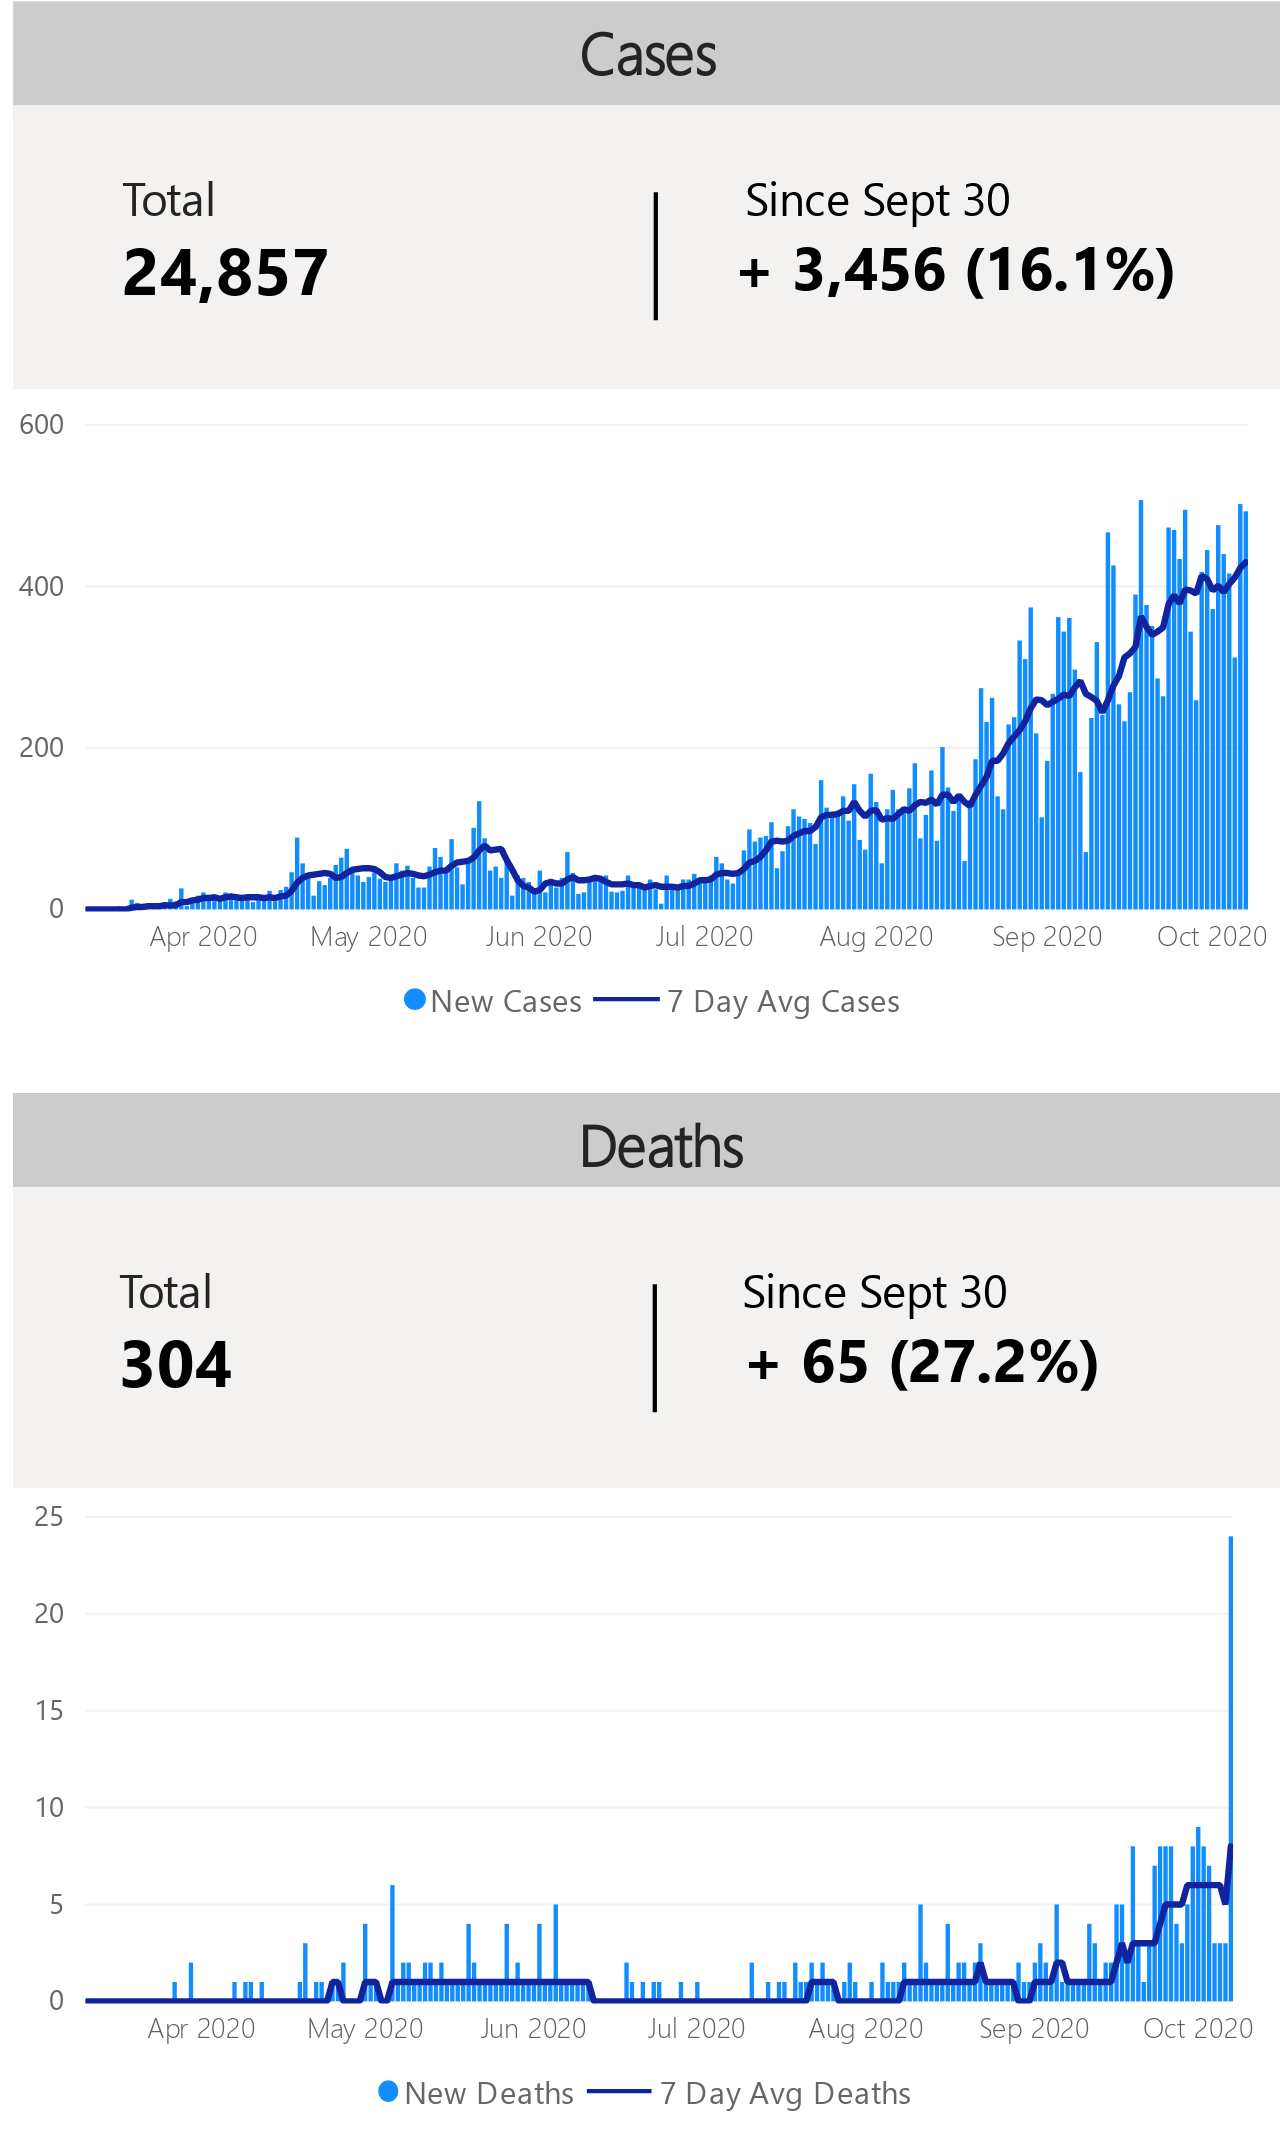 Cases
Total
Since Sept 30
24,857
+ 3,456 (16.1%)
600
400
200
0
Apr 2020 May 2020 Jun 2020 Jul 2020 Aug 2020 Sep 2020 Oct 2020
New Cases 7 Day Avg Cases
Deaths
Total
Since Sept 30
304
+ 65 (27.2%)
25
20
15
10
5
0
Apr 2020 May 2020 Jun 2020 Jul 2020 Aug 2020 Sep 2020 Oct 2020
New Deaths 7 Day Avg Deaths